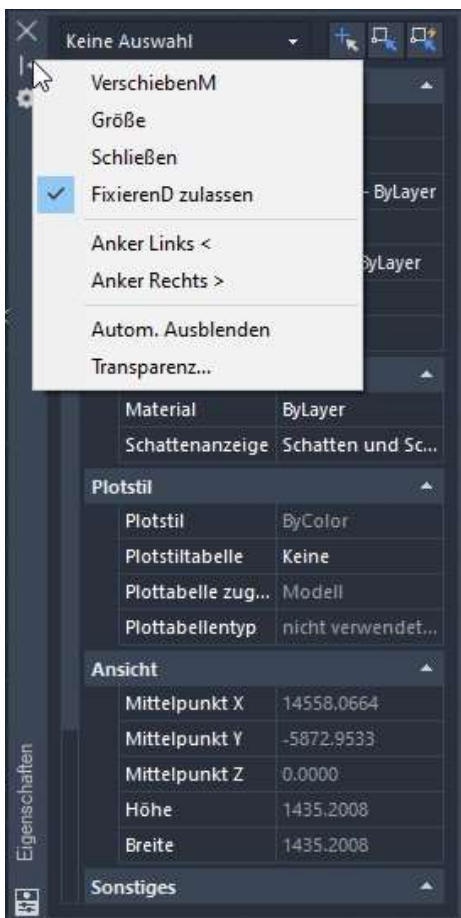 Keine Auswahl
VerschiebenM
Größe
Schließen
FixierenD zulassen
- ByLayer
Anker Links <
ByLayer
Anker Rechts >
Autom. Ausblenden
Transparenz...
Material ByLayer
Schattenanzeige Schatten und Sc...
Plotstil
Plotstil ByColor
Plotstiltabelle Keine
Plottabelle zug... Modell
Plottabellentyp nicht verwendet...
Ansicht
Mittelpunkt X 14558.0664
Mittelpunkt Y -5872.9533
Mittelpunkt Z 0.0000
Höhe 1435.2008
Breite 1435.2008
Sonstiges
Eigenschaften